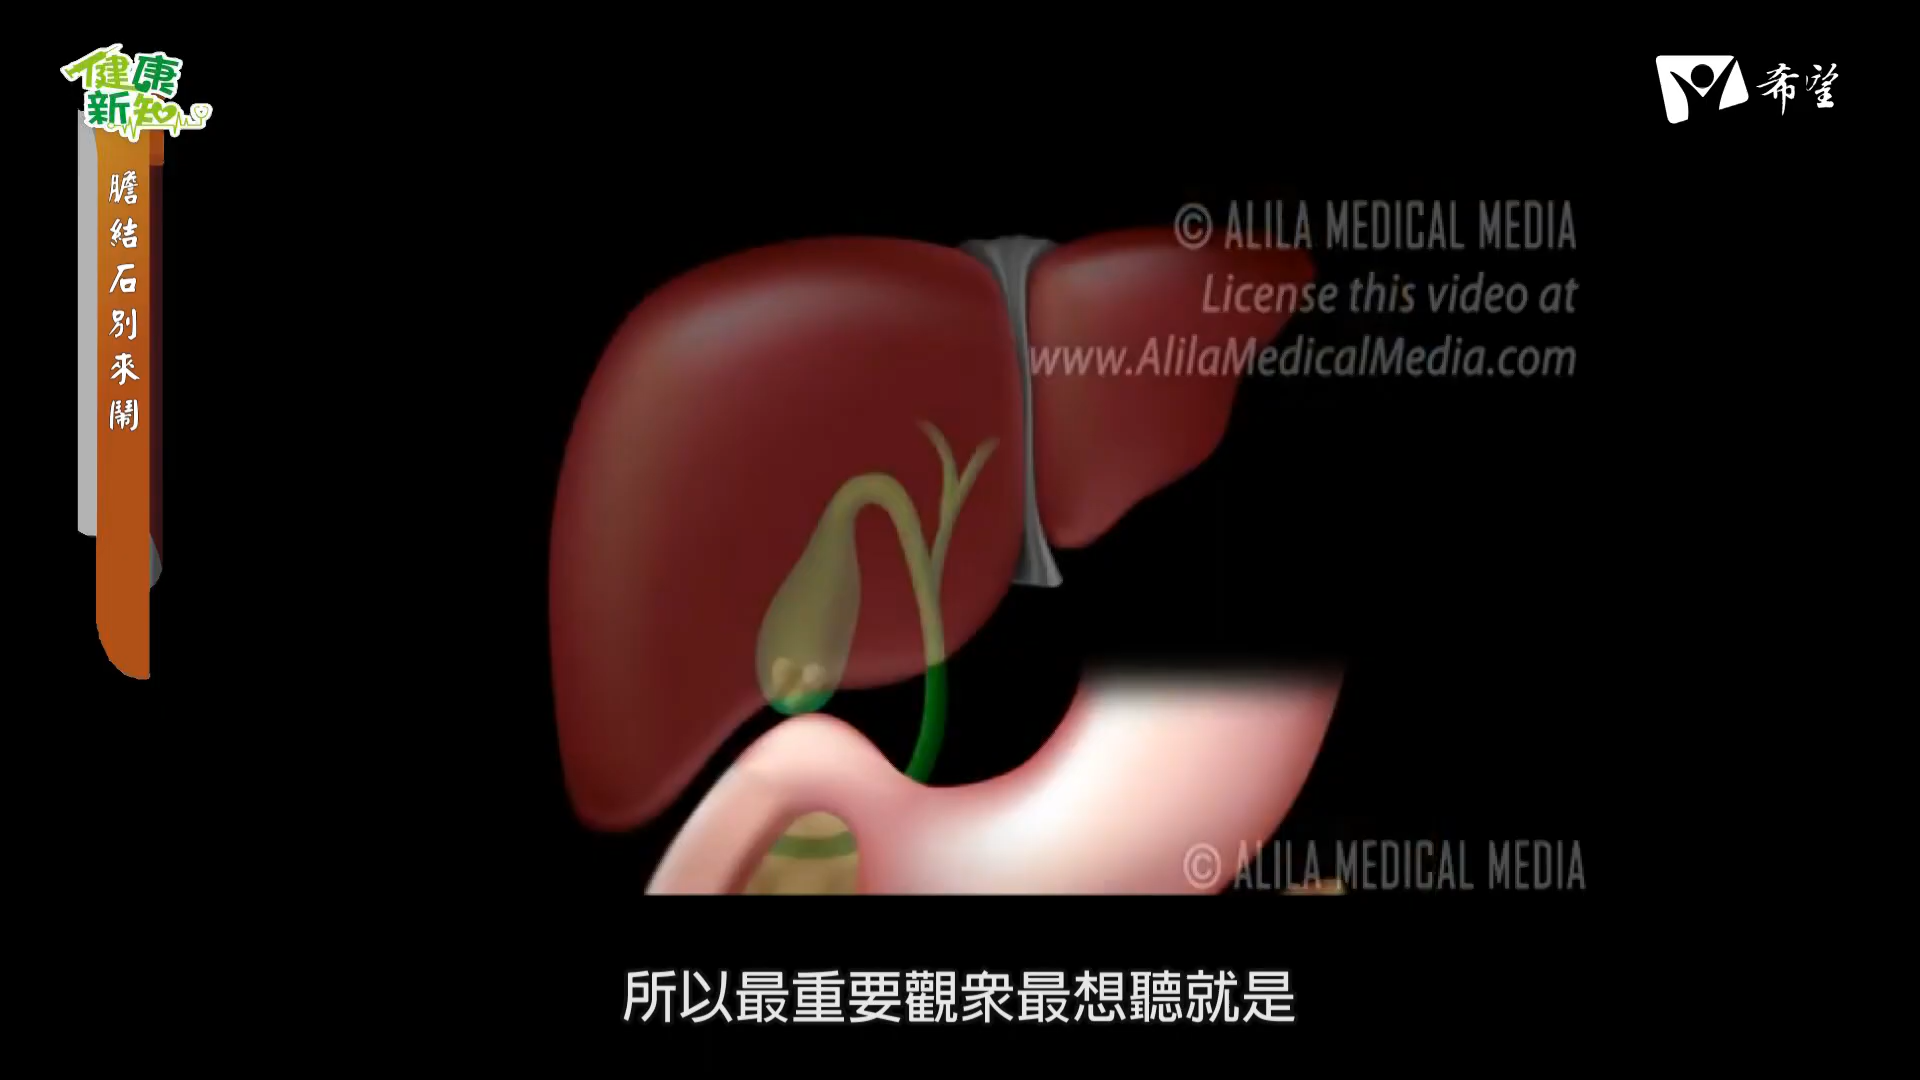 健康
新知
希望
膽結石別來鬧
© ALILA MEDICAL MEDIA
License this video at
www.AlilaMedicalMedia.com
© ALILA MEDICAL MEDIA
所以最重要觀眾最想聽就是